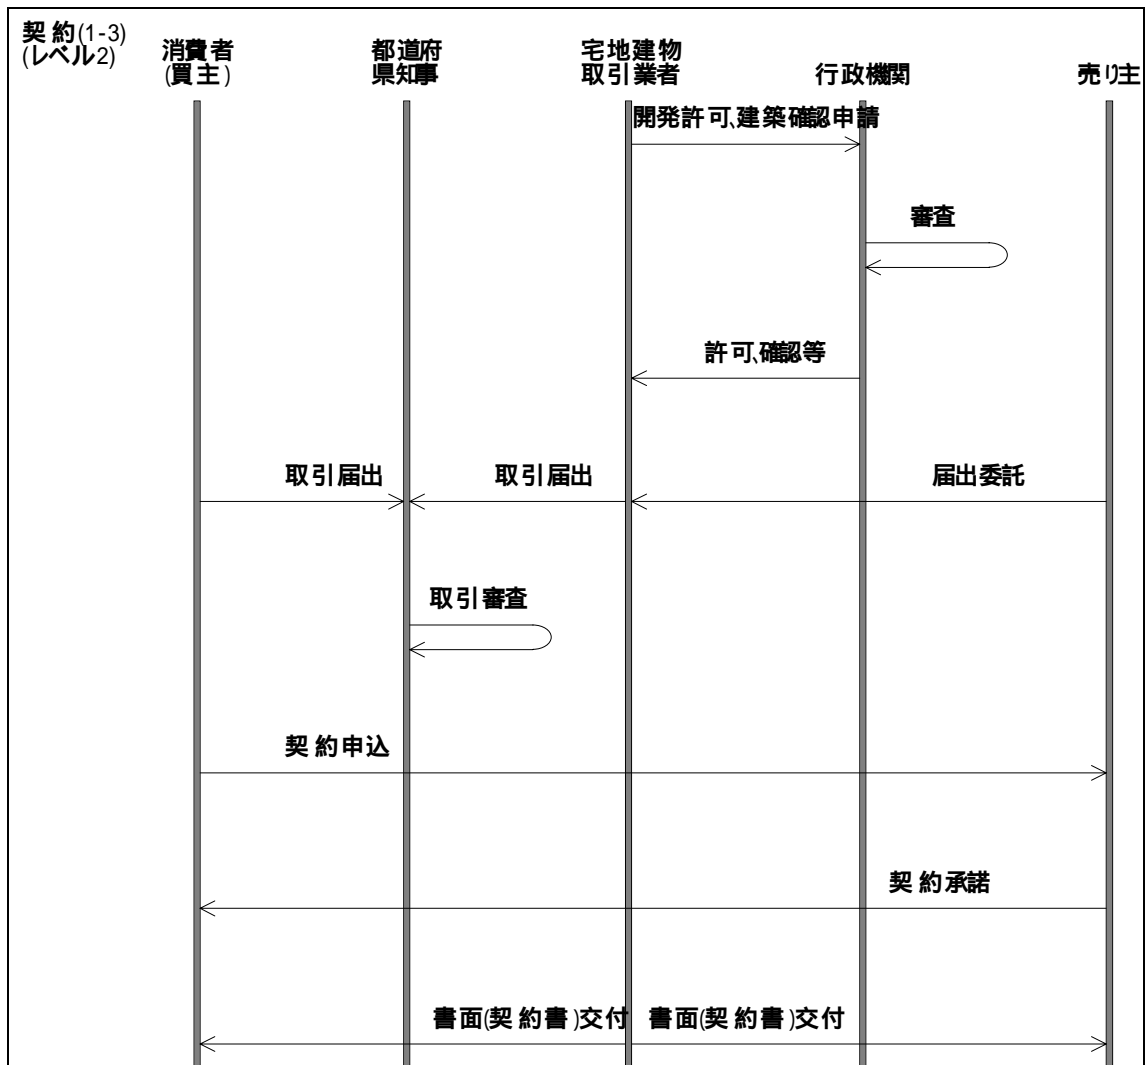 契約(1-3)
(レベル2)
消費者
(買主)
都道府
県知事
宅地建物
取引業者
行政機関
売り主
開発許可、建築確認申請
審査
許可、確認等
取引届出
取引届出
届出委託
取引審査
契約申込
契約承諾
書面(契約書)交付
書面(契約書)交付